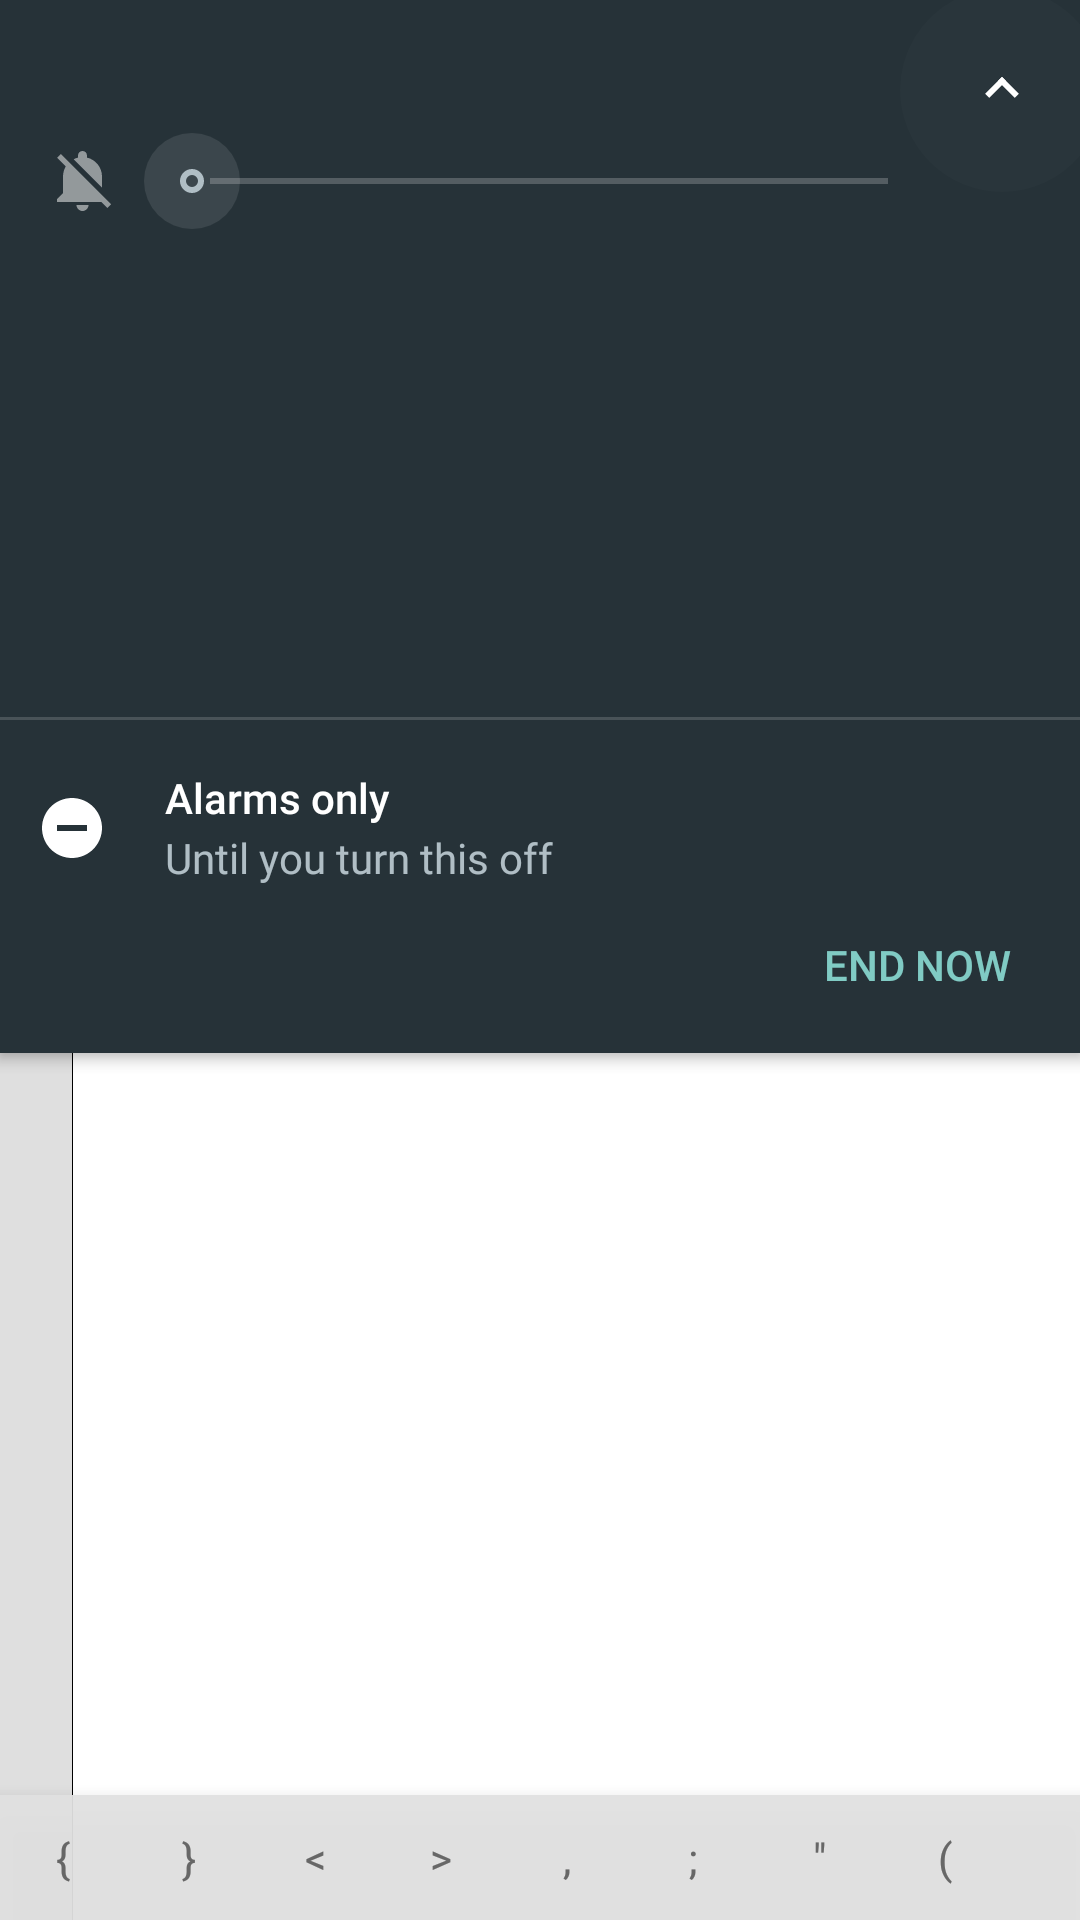 Alarms only
Until you turn this off
END NOW
{ } < > , ; " (